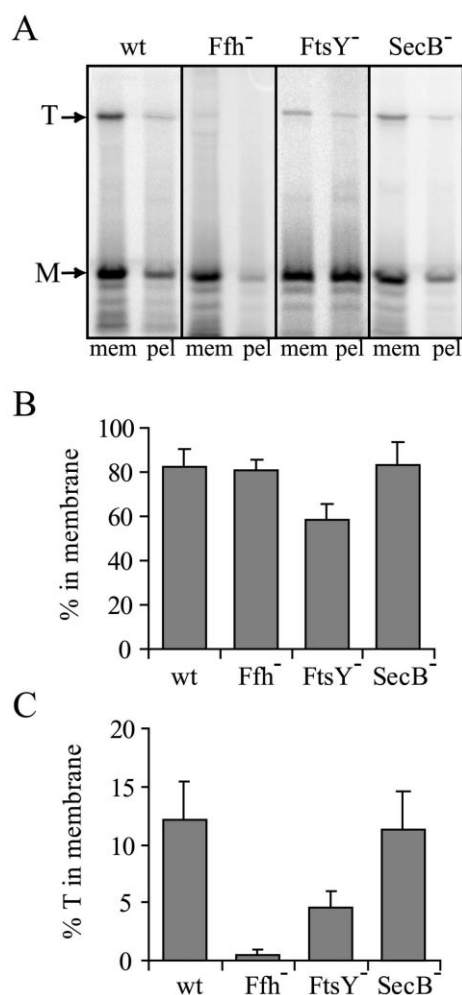 A
wt Ffh⁻ FtsY⁻ SecB⁻
T
M
mem pel mem pel mem pel mem pel
B
% in membrane
100
80
60
40
20
0
wt Ffh⁻ FtsY⁻ SecB⁻
C
% T in membrane
20
15
10
5
0
wt Ffh⁻ FtsY⁻ SecB⁻